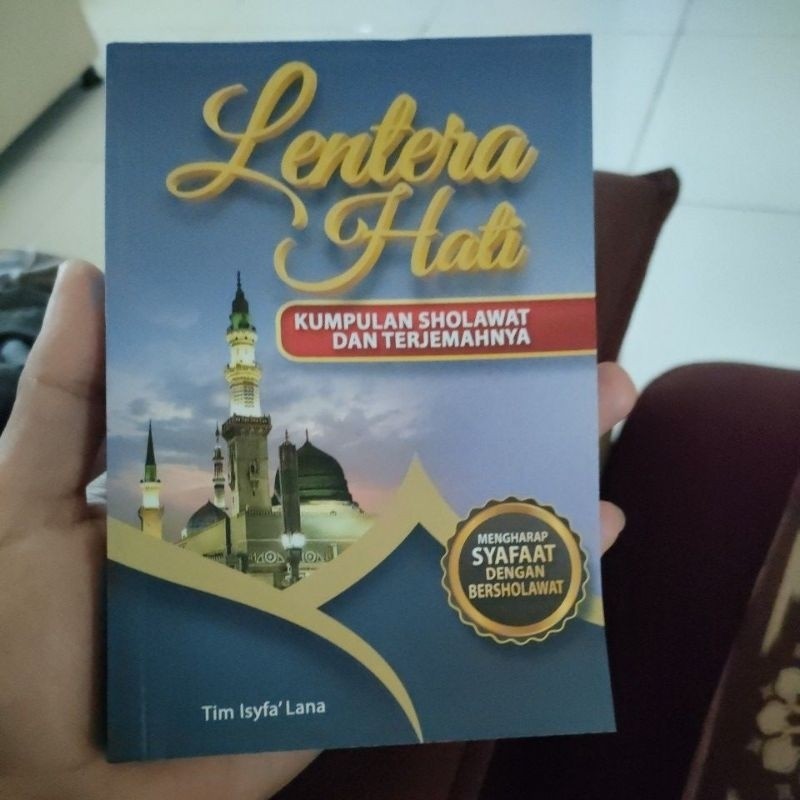 Lentera
Hati
KUMPULAN SHOLAWAT
DAN TERJEMAHNYA
MENGHARAP
SYAFAAT
DENGAN
BERSHOLAWAT
Tim Isyfa' Lana